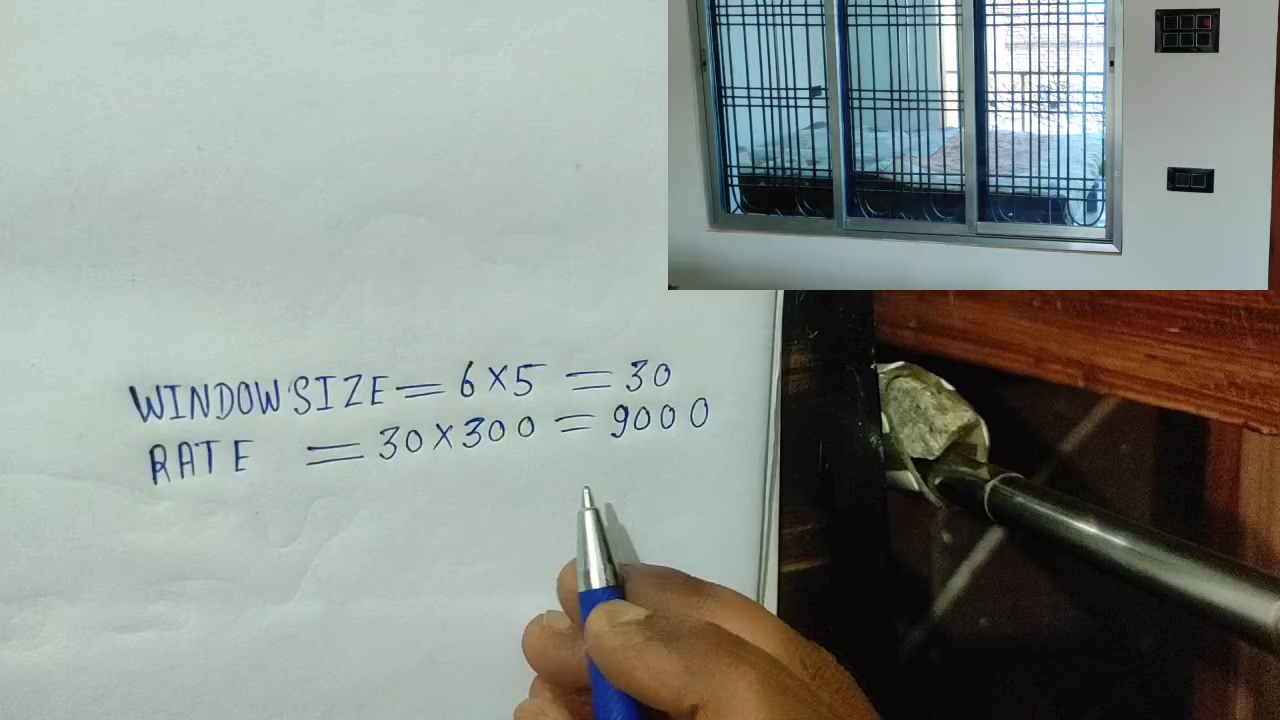 WINDOW SIZE = 6 X 5 = 30
RATE = 30 X 300 = 9000